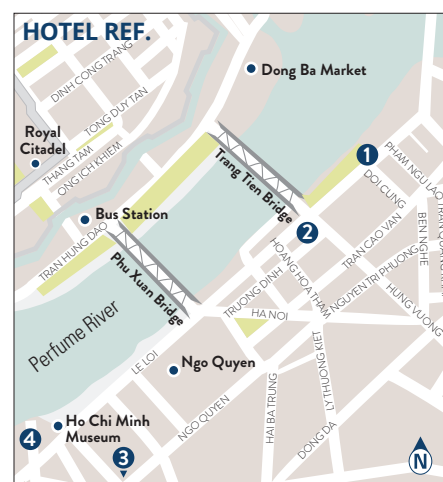 HOTEL REF.
DINH CONG TRANG
TONG DUY TAN
Dong Ba Market
Royal
Citadel
THANG TAM
ONG ICH KHIEM
1
PHAM NGU LAO
TRAN QUANG KHAI
DOI CUNG
Trang Tien Bridge
Bus Station
2
TRAN CAO VAN
BEN NGHE
TRAN HUNG DAO
HOANG HOA THAM
NGUYEN TRI PHUONG
HUNG VUONG
Phu Xuan Bridge
TRUONG DINH
HA NOI
Perfume River
LE LOI
LY THUONG KIET
Ngo Quyen
NGO QUYEN
HAI BA TRUNG
DONG DA
Ho Chi Minh
Museum
4
3
N